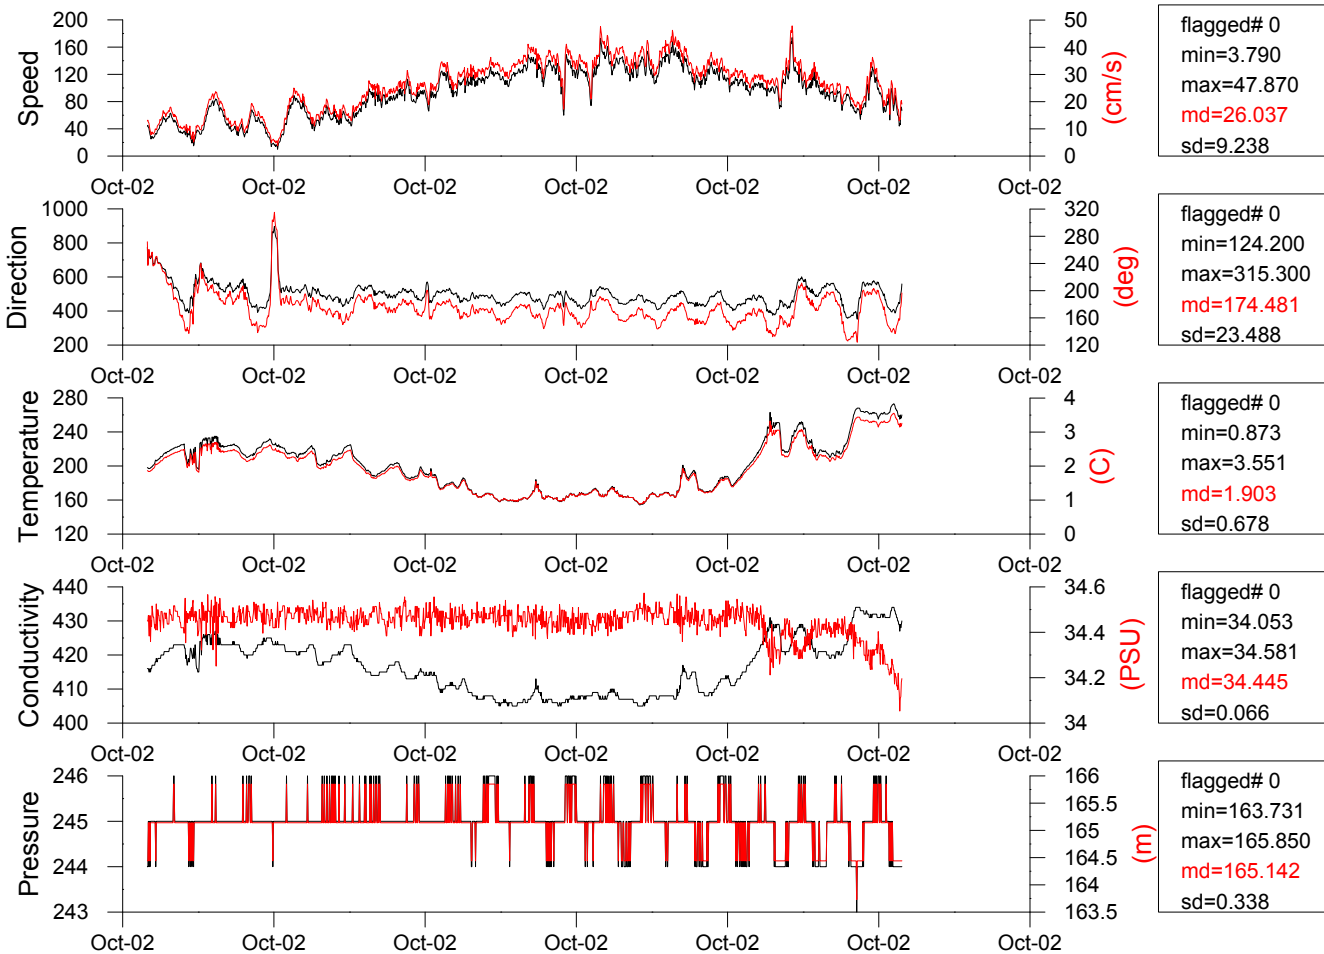 Speed
200
160
120
80
40
0
50
40
30
20
10
0
(cm/s)
Oct-02 Oct-02 Oct-02 Oct-02 Oct-02 Oct-02 Oct-02
flagged# 0
min=3.790
max=47.870
md=26.037
sd=9.238
Direction
1000
800
600
400
200
320
280
240
200
160
120
(deg)
Oct-02 Oct-02 Oct-02 Oct-02 Oct-02 Oct-02 Oct-02
flagged# 0
min=124.200
max=315.300
md=174.481
sd=23.488
Temperature
280
240
200
160
120
4
3
2
1
0
(C)
Oct-02 Oct-02 Oct-02 Oct-02 Oct-02 Oct-02 Oct-02
flagged# 0
min=0.873
max=3.551
md=1.903
sd=0.678
Conductivity
440
430
420
410
400
34.6
34.4
34.2
34
(PSU)
Oct-02 Oct-02 Oct-02 Oct-02 Oct-02 Oct-02 Oct-02
flagged# 0
min=34.053
max=34.581
md=34.445
sd=0.066
Pressure
246
245
244
243
166
165.5
165
164.5
164
163.5
(m)
Oct-02 Oct-02 Oct-02 Oct-02 Oct-02 Oct-02 Oct-02
flagged# 0
min=163.731
max=165.850
md=165.142
sd=0.338